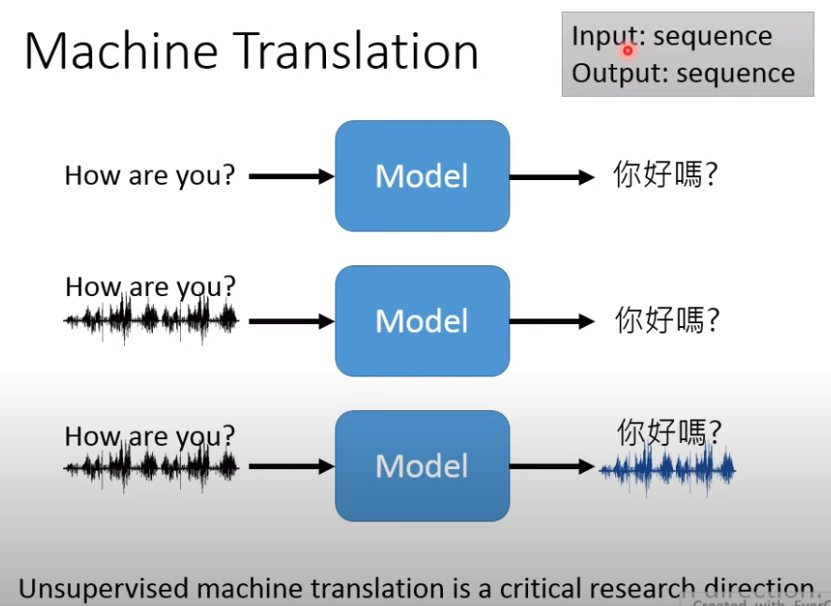 Machine Translation
Input: sequence
Output: sequence
How are you?
Model
你好嗎?
How are you?
Model
你好嗎?
How are you?
Model
你好嗎?
Unsupervised machine translation is a critical research direction.
Created with